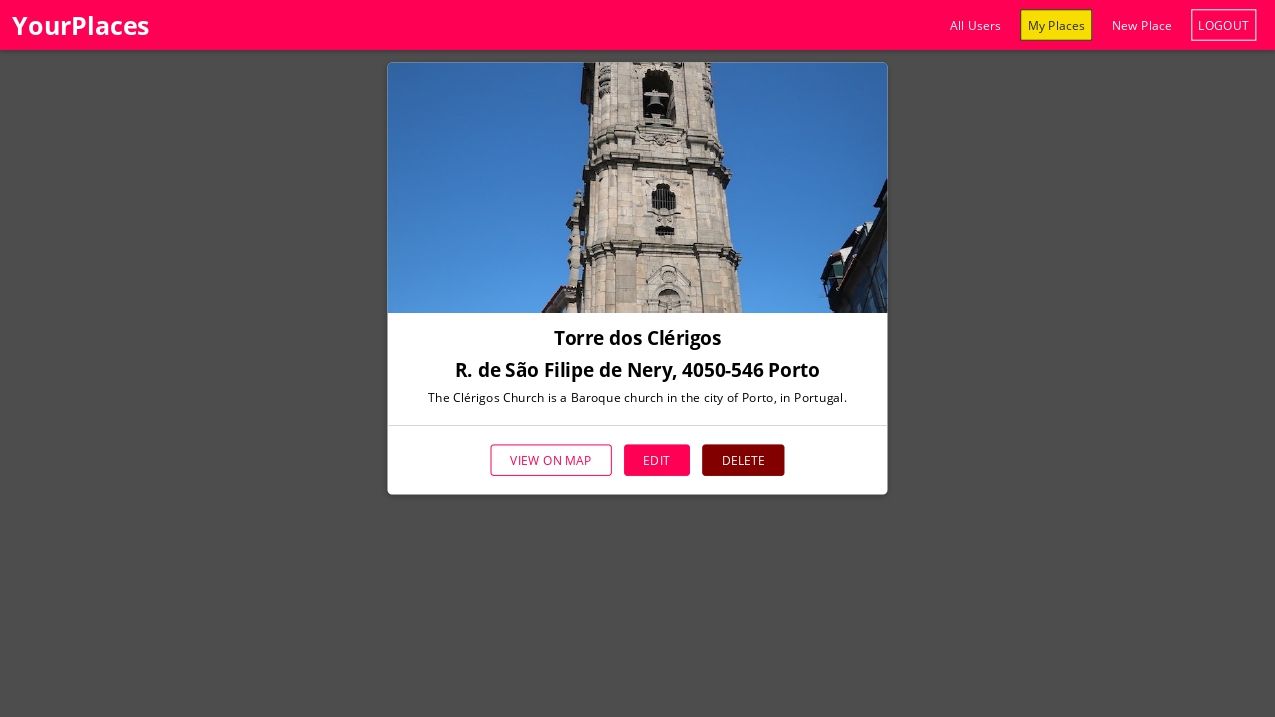 YourPlaces
All Users
My Places
New Place
LOGOUT
Torre dos Clérigos
R. de São Filipe de Nery, 4050-546 Porto
The Clérigos Church is a Baroque church in the city of Porto, in Portugal.
VIEW ON MAP
EDIT
DELETE